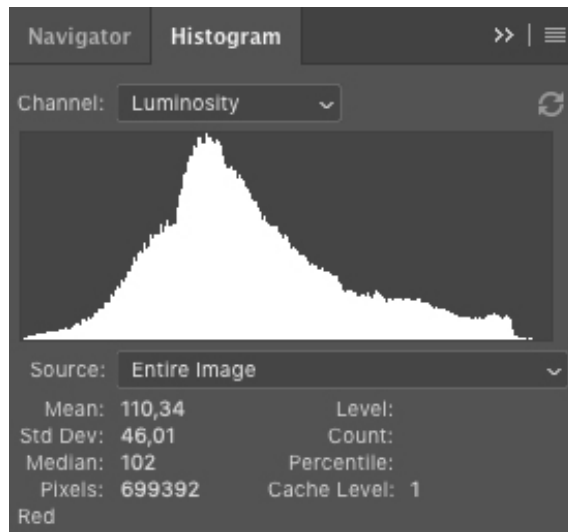 Navigator Histogram
Channel: Luminosity
Source: Entire Image
Mean: 110,34 Level:
Std Dev: 46,01 Count:
Median: 102 Percentile:
Pixels: 699392 Cache Level: 1
Red